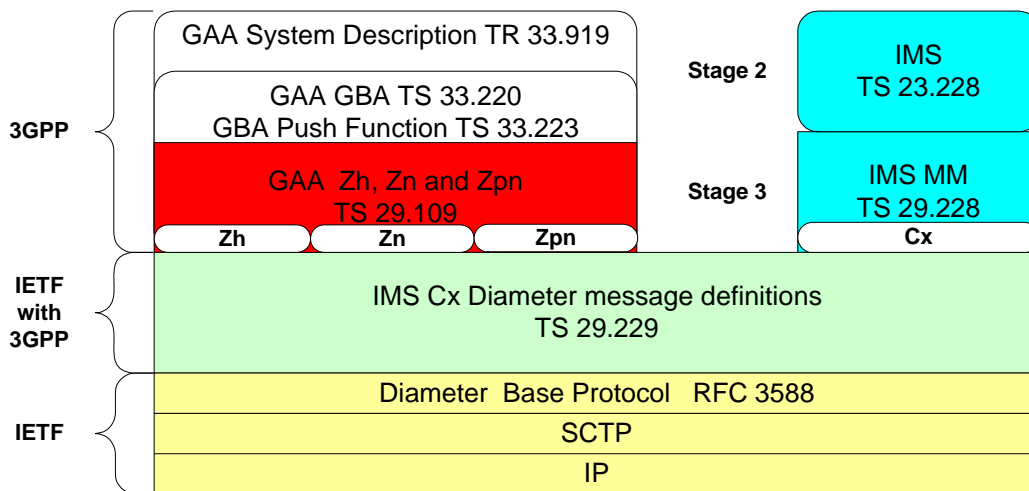 GAA System Description TR 33.919
GAA GBA TS 33.220
GBA Push Function TS 33.223
GAA Zh, Zn and Zpn
TS 29.109
Zh
Zn
Zpn
3GPP
Stage 2
Stage 3
IMS
TS 23.228
IMS MM
TS 29.228
Cx
IETF
with
3GPP
IMS Cx Diameter message definitions
TS 29.229
IETF
Diameter Base Protocol RFC 3588
SCTP
IP